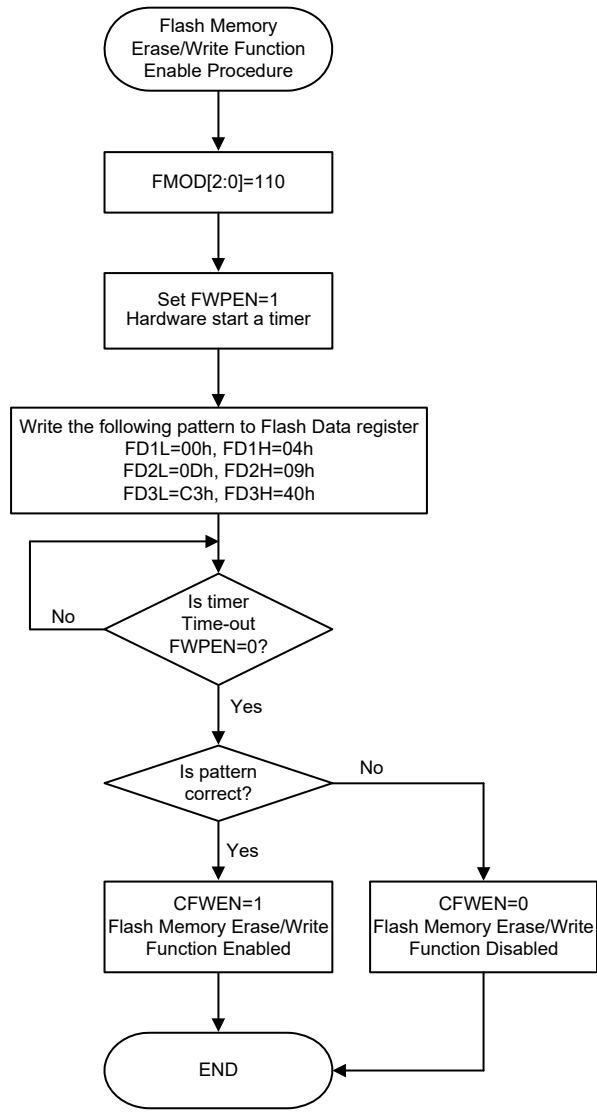 Flash Memory
Erase/Write Function
Enable Procedure
FMOD[2:0]=110
Set FWPEN=1
Hardware start a timer
Write the following pattern to Flash Data register
FD1L=00h, FD1H=04h
FD2L=0Dh, FD2H=09h
FD3L=C3h, FD3H=40h
Is timer
Time-out
FWPEN=0?
No
Yes
Is pattern
correct?
No
Yes
CFWEN=1
Flash Memory Erase/Write
Function Enabled
CFWEN=0
Flash Memory Erase/Write
Function Disabled
END